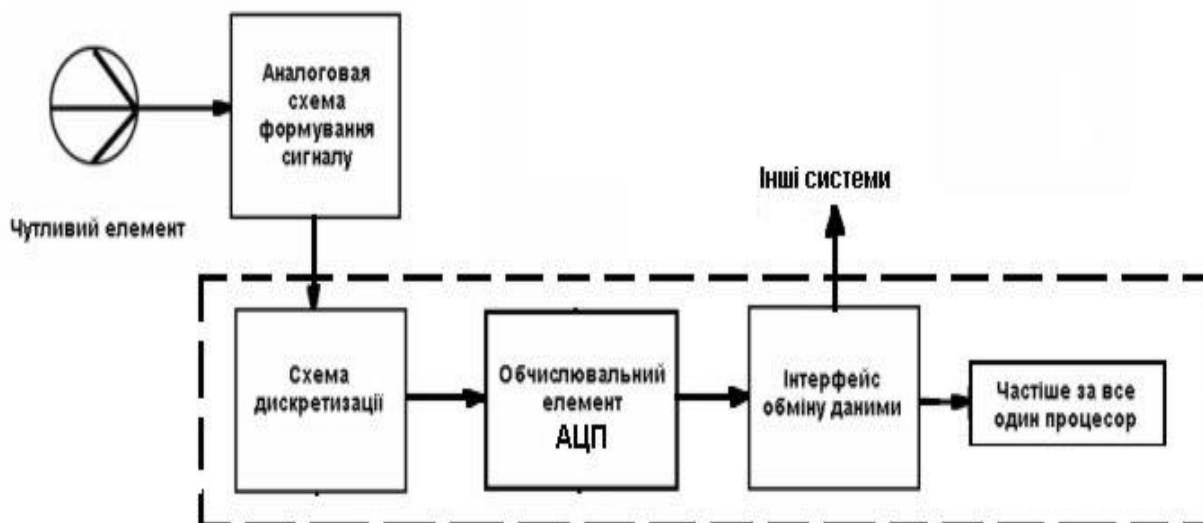 Аналоговая
схема
формування
сигналу
Чутливий елемент
Інші системи
Схема
дискретизації
Обчислювальний
елемент
АЦП
Інтерфейс
обміну даними
Частіше за все
один процесор